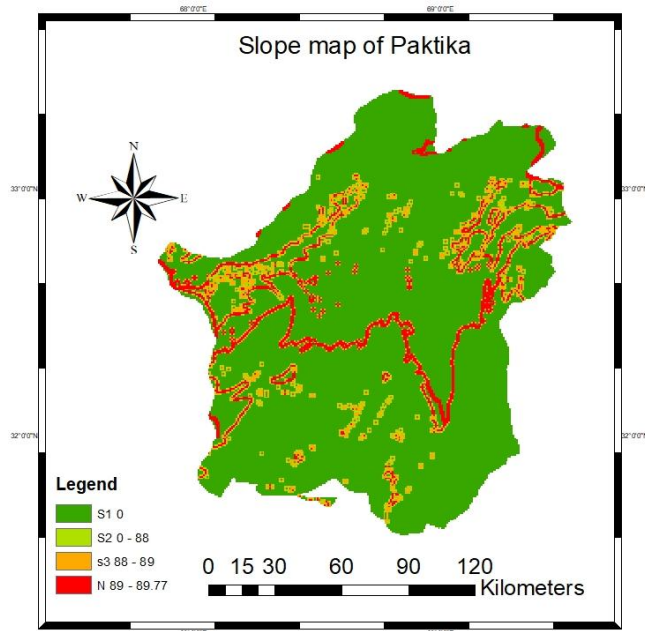 68°0'0"E 69°0'0"E
Slope map of Paktika
N
W E
S
33°0'0"N 33°0'0"N
32°0'0"N 32°0'0"N
Legend
S1 0
S2 0 - 88
s3 88 - 89
N 89 - 89.77
0 15 30 60 90 120
Kilometers